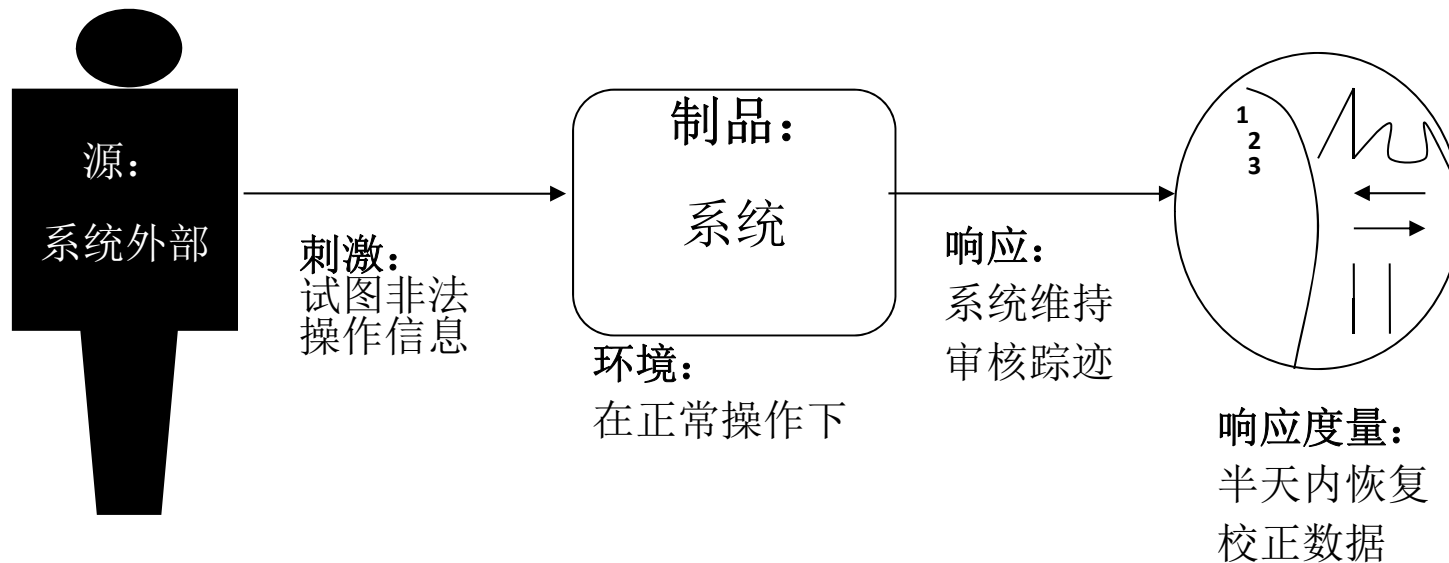 源：
系统外部
刺激：
试图非法
操作信息
制品：
系统
环境：
在正常操作下
响应：
系统维持
审核踪迹
1
2
3
响应度量：
半天内恢复
校正数据